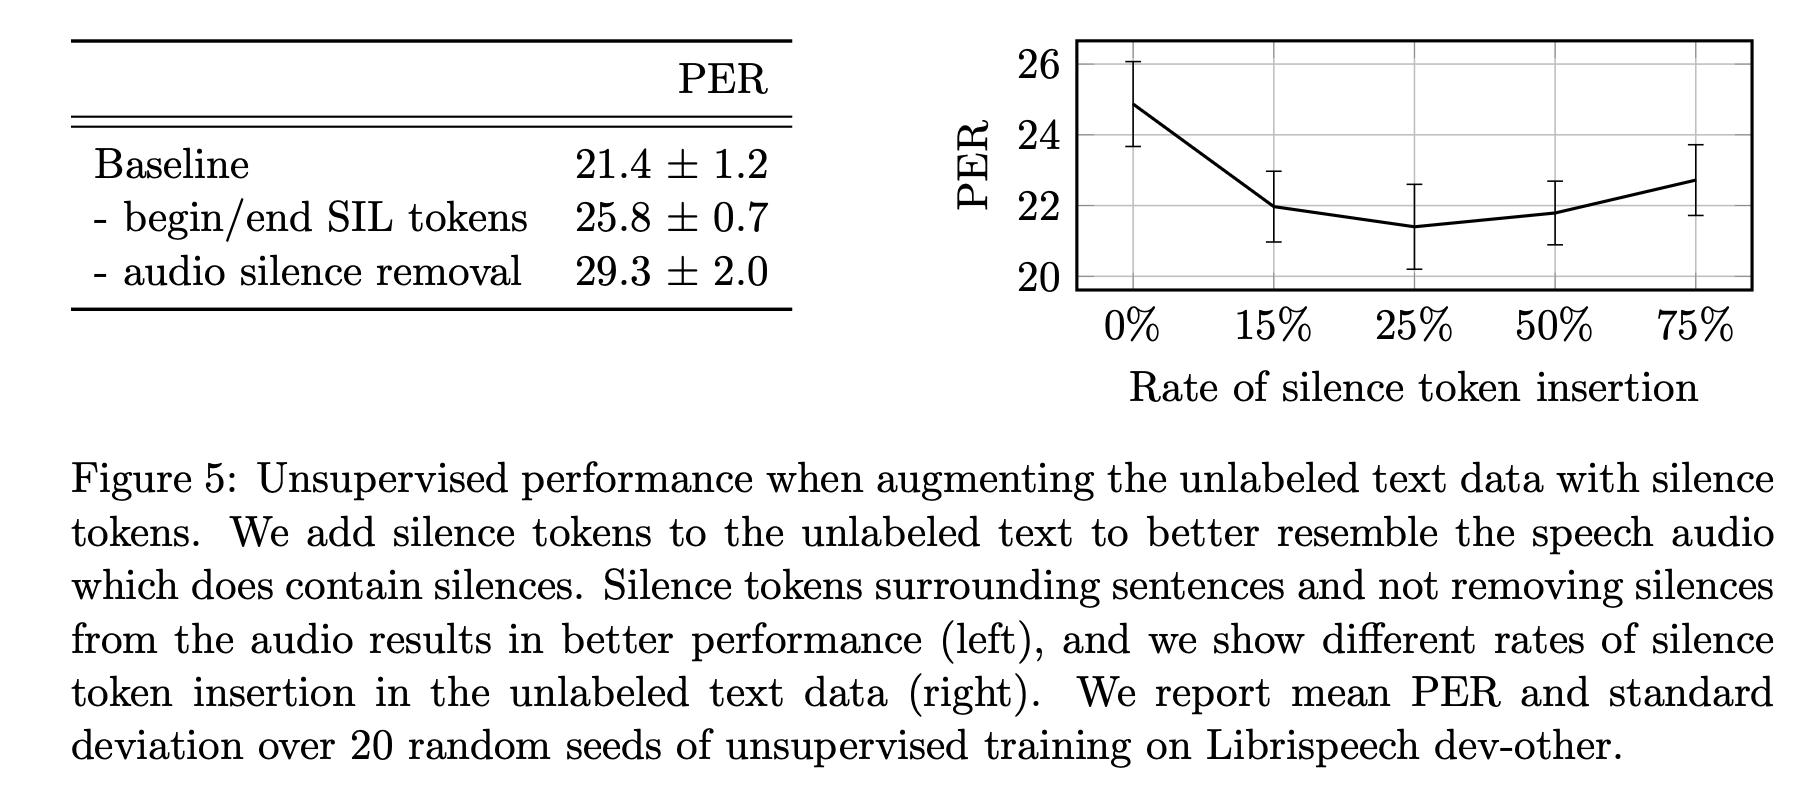 PER
Baseline 21.4 ± 1.2
- begin/end SIL tokens 25.8 ± 0.7
- audio silence removal 29.3 ± 2.0
26
24
22
20
PER
0% 15% 25% 50% 75%
Rate of silence token insertion
Figure 5: Unsupervised performance when augmenting the unlabeled text data with silence
tokens. We add silence tokens to the unlabeled text to better resemble the speech audio
which does contain silences. Silence tokens surrounding sentences and not removing silences
from the audio results in better performance (left), and we show different rates of silence
token insertion in the unlabeled text data (right). We report mean PER and standard
deviation over 20 random seeds of unsupervised training on Librispeech dev-other.